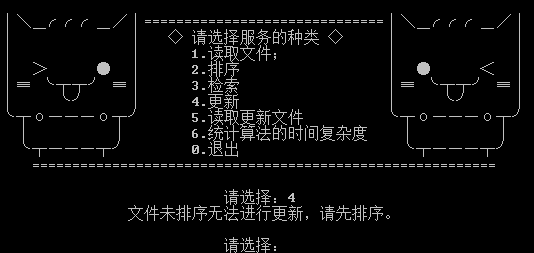 ◇ 请选择服务的种类 ◇
1.读取文件;
2.排序
3.检索
4.更新
5.读取更新文件
6.统计算法的时间复杂度
0.退出
请选择: 4
文件未排序无法进行更新，请先排序。
请选择: